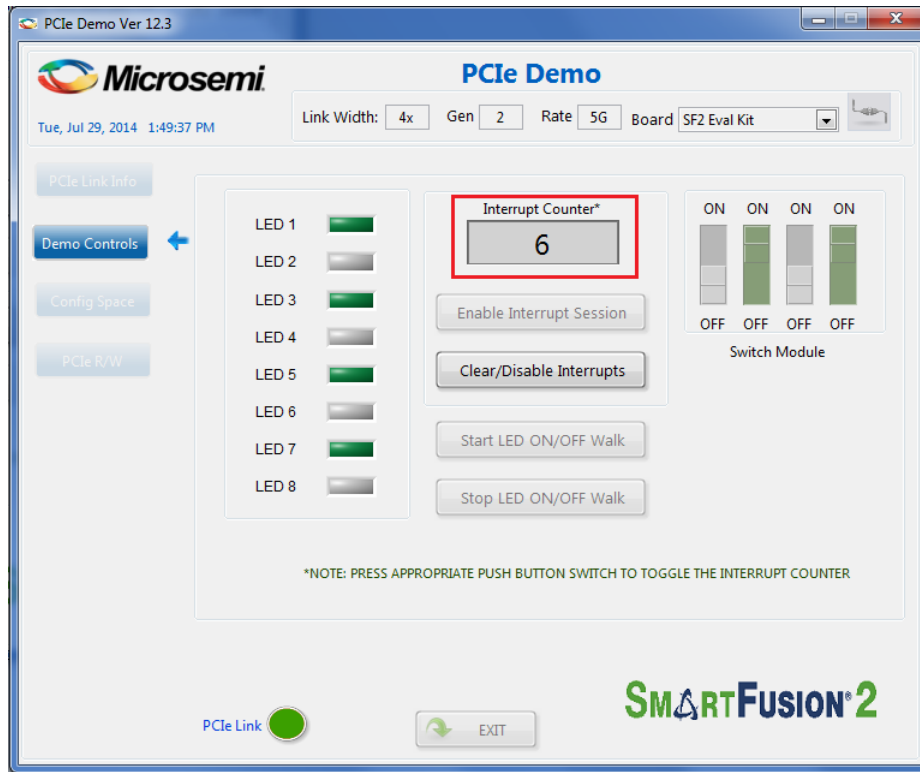 PCIe Demo Ver 12.3
Microsemi.
PCIe Demo
Tue, Jul 29, 2014 1:49:37 PM
Link Width: 4x Gen 2 Rate 5G Board SF2 Eval Kit
PCIe Link Info
Demo Controls
Config Space
PCIe R/W
LED 1
LED 2
LED 3
LED 4
LED 5
LED 6
LED 7
LED 8
Interrupt Counter*
6
Enable Interrupt Session
Clear/Disable Interrupts
Start LED ON/OFF Walk
Stop LED ON/OFF Walk
ON ON ON ON
OFF OFF OFF OFF
Switch Module
*NOTE: PRESS APPROPRIATE PUSH BUTTON SWITCH TO TOGGLE THE INTERRUPT COUNTER
PCIe Link
EXIT
SMARTFUSION®2